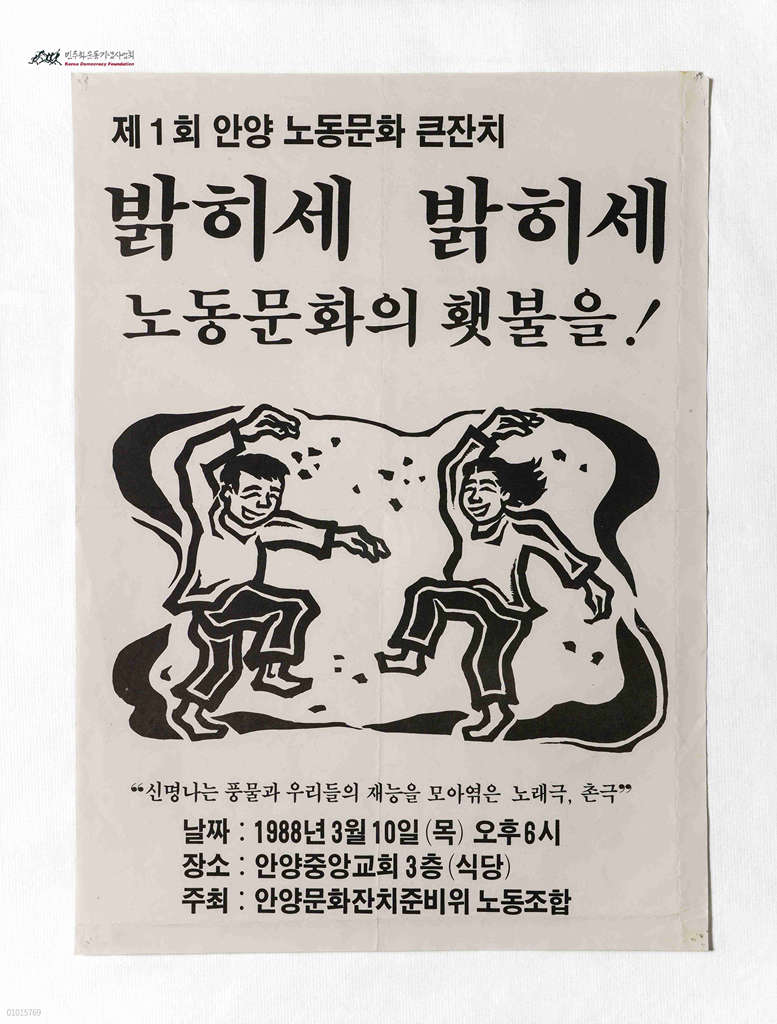 민주화운동기념사업회
Korea Democracy Foundation
제1회 안양 노동문화 큰잔치
밝히세 밝히세
노동문화의 횃불을!
“신명나는 풍물과 우리들의 재능을 모아엮은 노래극, 촌극”
날짜 : 1988년 3월 10일 (목) 오후 6시
장소 : 안양중앙교회 3층 (식당)
주최 : 안양문화잔치준비위 노동조합
01015769